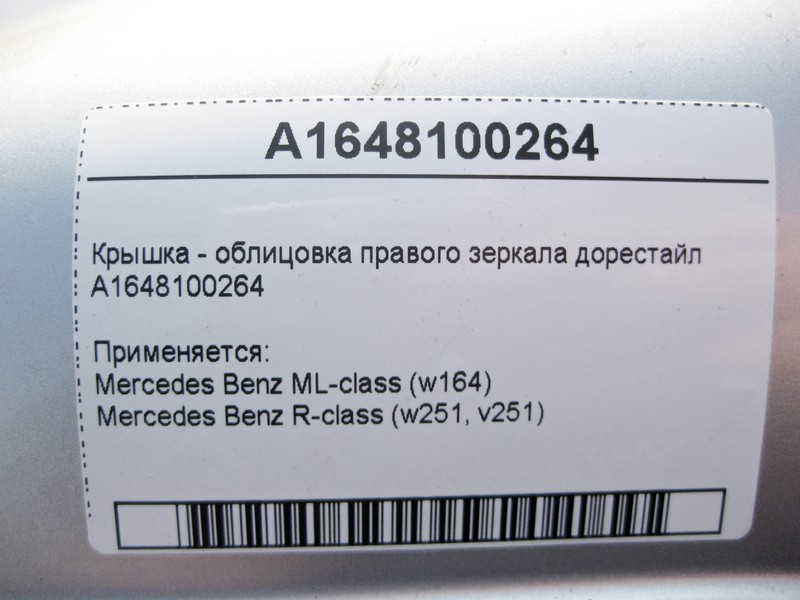 A1648100264
Крышка - облицовка правого зеркала дорестайл
A1648100264
Применяется:
Mercedes Benz ML-class (w164)
Mercedes Benz R-class (w251, v251)